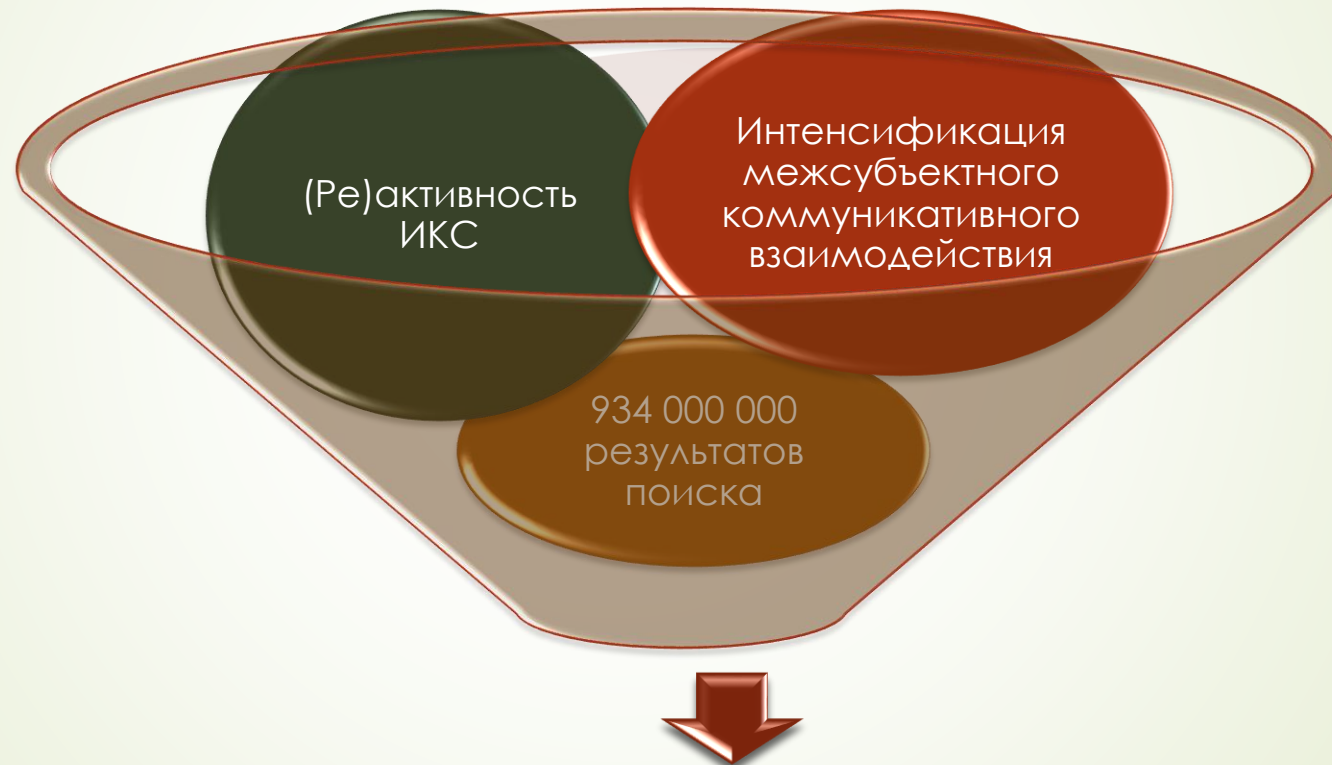 (Ре)активность
ИКС
Интенсификация
межсубъектного
коммуникативного
взаимодействия
934 000 000
результатов
поиска